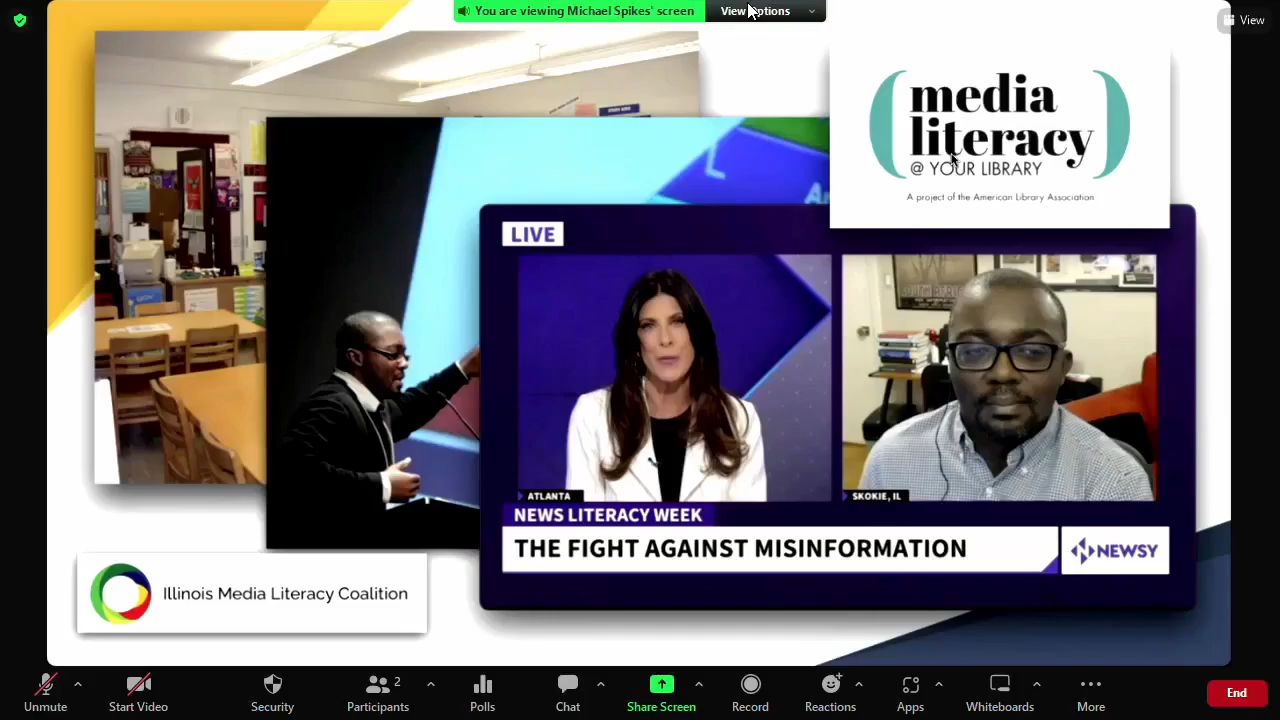 You are viewing Michael Spikes' screen
View Options
View
media
literacy
@ YOUR LIBRARY
A project of the American Library Association
LIVE
ATLANTA
SKOKIE, IL
NEWS LITERACY WEEK
THE FIGHT AGAINST MISINFORMATION
NEWSY
Illinois Media Literacy Coalition
Unmute
Start Video
Security
2
Participants
Polls
Chat
Share Screen
Record
Reactions
Apps
Whiteboards
More
End